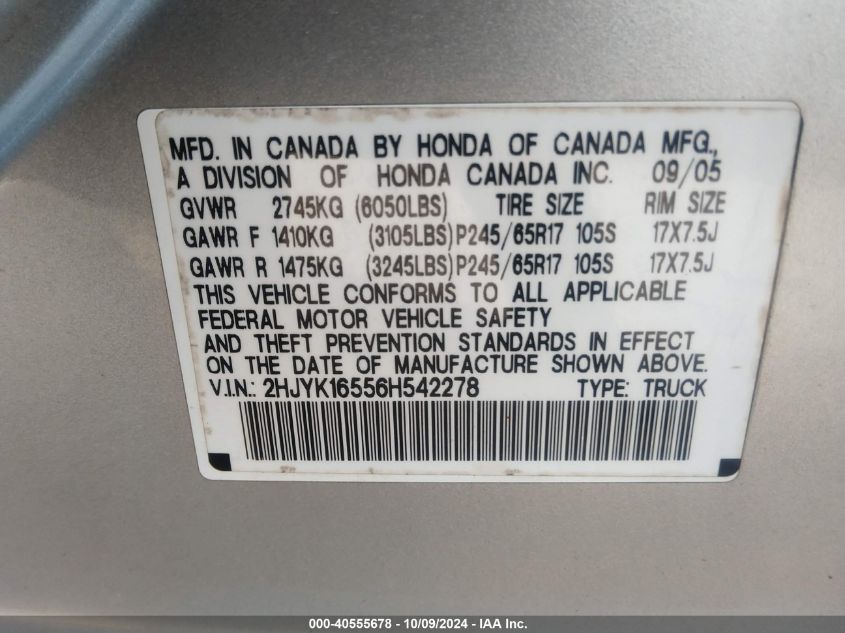 MFD. IN CANADA BY HONDA OF CANADA MFG.,
A DIVISION OF HONDA CANADA INC. 09/05
GVWR 2745KG (6050LBS) TIRE SIZE RIM SIZE
GAWR F 1410KG (3105LBS) P245/65R17 105S 17X7.5J
GAWR R 1475KG (3245LBS) P245/65R17 105S 17X7.5J
THIS VEHICLE CONFORMS TO ALL APPLICABLE
FEDERAL MOTOR VEHICLE SAFETY
AND THEFT PREVENTION STANDARDS IN EFFECT
ON THE DATE OF MANUFACTURE SHOWN ABOVE.
V.I.N.: 2HJYK16556H542278 TYPE: TRUCK
000-40555678 - 10/09/2024 - IAA Inc.